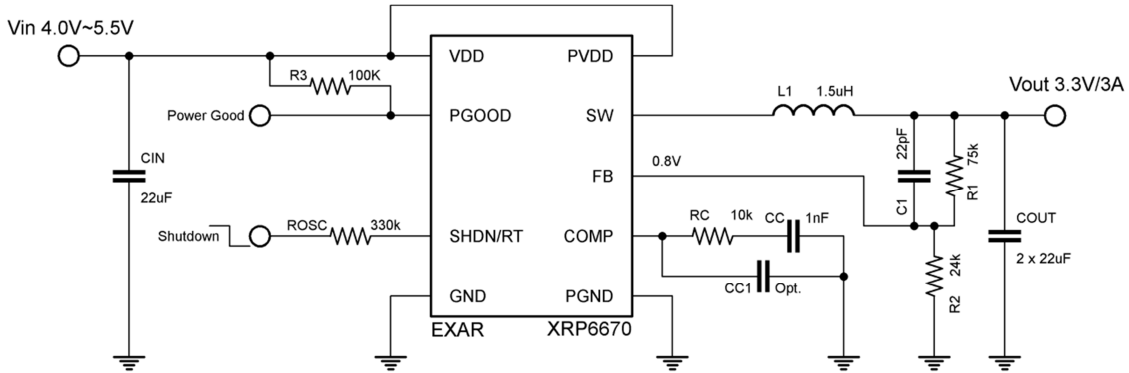 Vin 4.0V~5.5V
R3 100K
Power Good
CIN
22uF
Shutdown
ROSC 330k
VDD
PGOOD
SHDN/RT
GND
PVDD
SW
FB
COMP
PGND
EXAR XRP6670
L1 1.5uH
Vout 3.3V/3A
0.8V
22pF
C1
75k
R1
RC 10k CC 1nF
CC1 Opt.
24k
R2
COUT
2 x 22uF